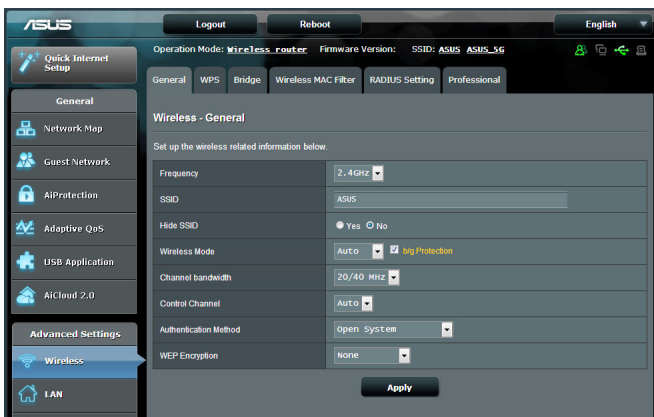 ASUS
Logout
Reboot
English
Quick Internet
Setup
Operation Mode: Wireless router Firmware Version: SSID: ASUS ASUS_5G
General WPS Bridge Wireless MAC Filter RADIUS Setting Professional
General
Network Map
Guest Network
AiProtection
Adaptive QoS
USB Application
AiCloud 2.0
Advanced Settings
Wireless
LAN
Wireless - General
Set up the wireless related information below.
Frequency 2.4GHz
SSID ASUS
Hide SSID Yes No
Wireless Mode Auto b/g Protection
Channel bandwidth 20/40 MHz
Control Channel Auto
Authentication Method Open System
WEP Encryption None
Apply